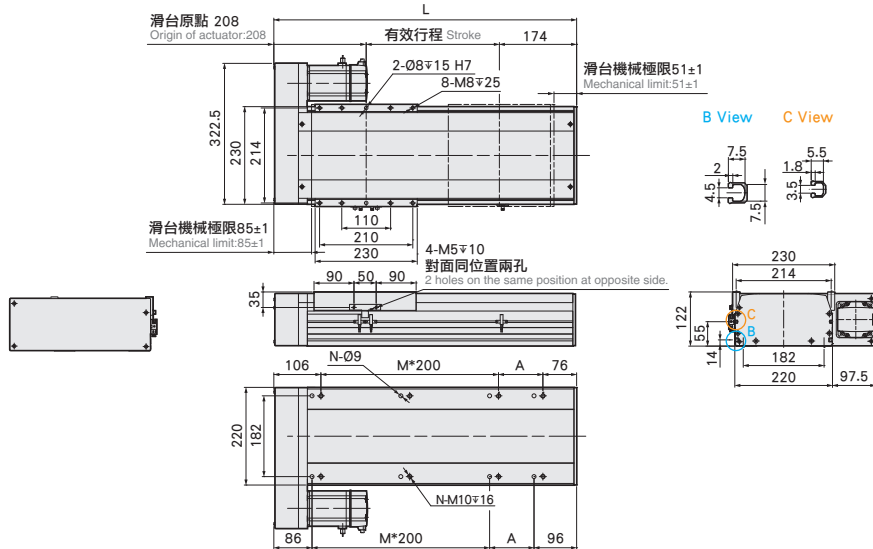 L
滑台原點 208
Origin of actuator:208
有效行程 Stroke
174
2-Ø8↧15 H7
8-M8↧25
滑台機械極限51±1
Mechanical limit:51±1
322.5
230
214
B View
C View
7.5
2
4.5
7.5
5.5
1.8
3.5
滑台機械極限85±1
Mechanical limit:85±1
110
210
230
4-M5↧10
對面同位置兩孔
2 holes on the same position at opposite side.
90
50
90
35
230
214
122
55
14
C
B
182
220
97.5
106
N-Ø9
M*200
A
76
220
182
N-M10↧16
86
M*200
A
96